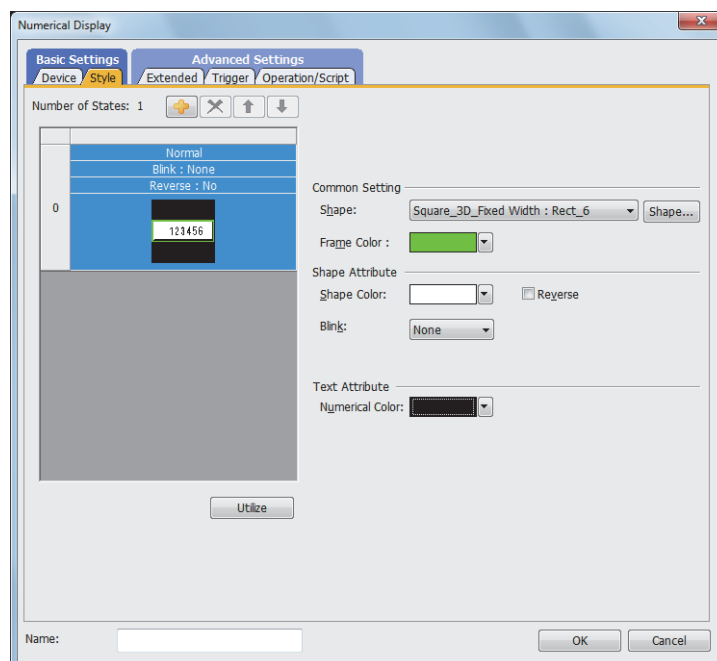 Numerical Display
Basic Settings
Advanced Settings
Device Style Extended Trigger Operation/Script
Number of States: 1
Normal
Blink : None
Reverse : No
0
123456
Common Setting
Shape: Square_3D_Fixed Width : Rect_6 Shape...
Frame Color :
Shape Attribute
Shape Color: Reverse
Blink: None
Text Attribute
Numerical Color:
Utilize
Name: OK Cancel